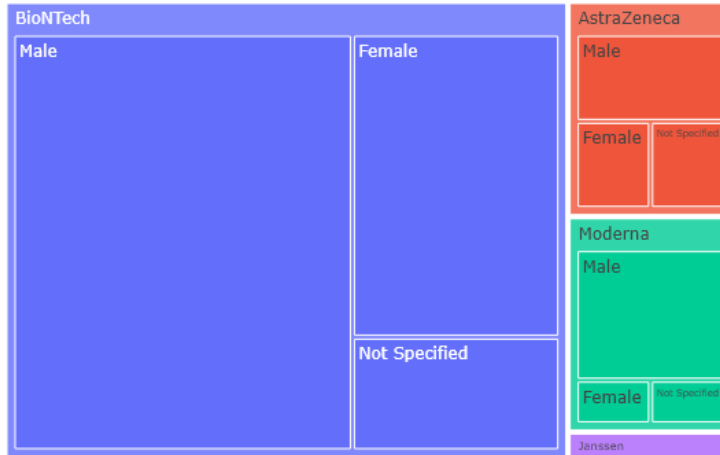 BioNTech
Male
Female
Not Specified
AstraZeneca
Male
Female
Not Specified
Moderna
Male
Female
Not Specified
Janssen